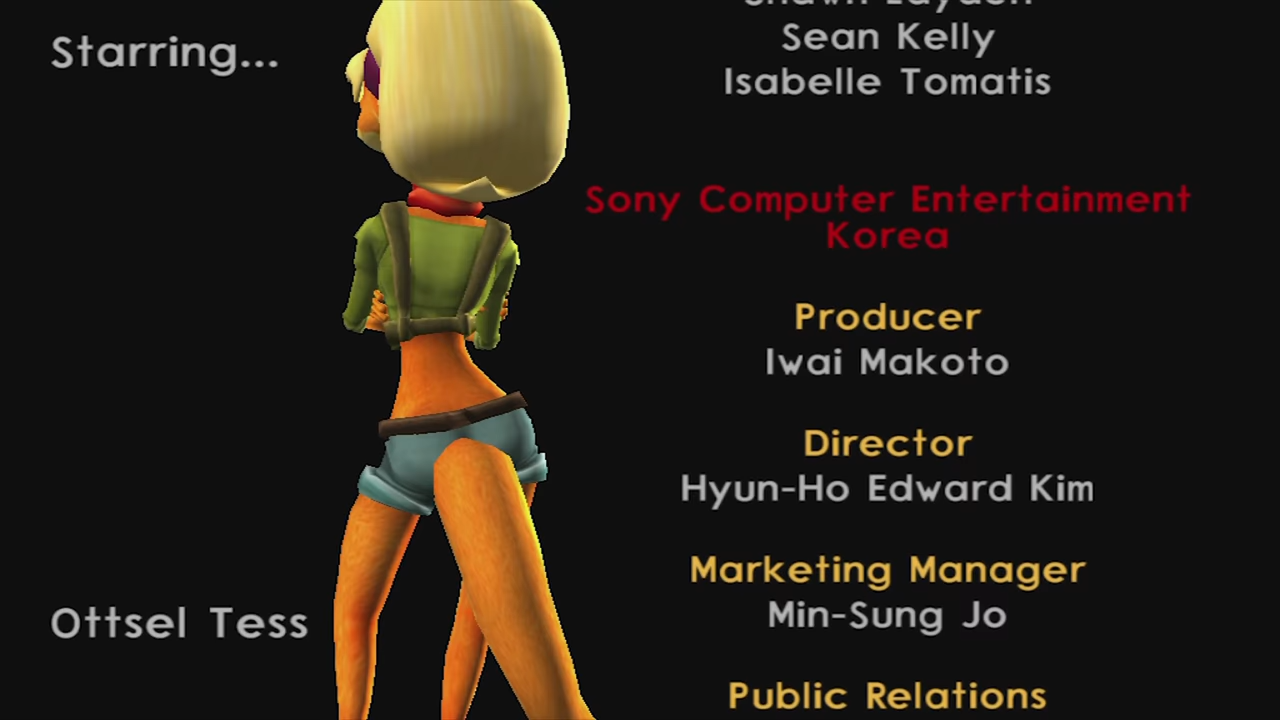 Starring...
Sean Kelly
Isabelle Tomatis
Sony Computer Entertainment
Korea
Producer
Iwai Makoto
Director
Hyun-Ho Edward Kim
Marketing Manager
Min-Sung Jo
Public Relations
Ottsel Tess